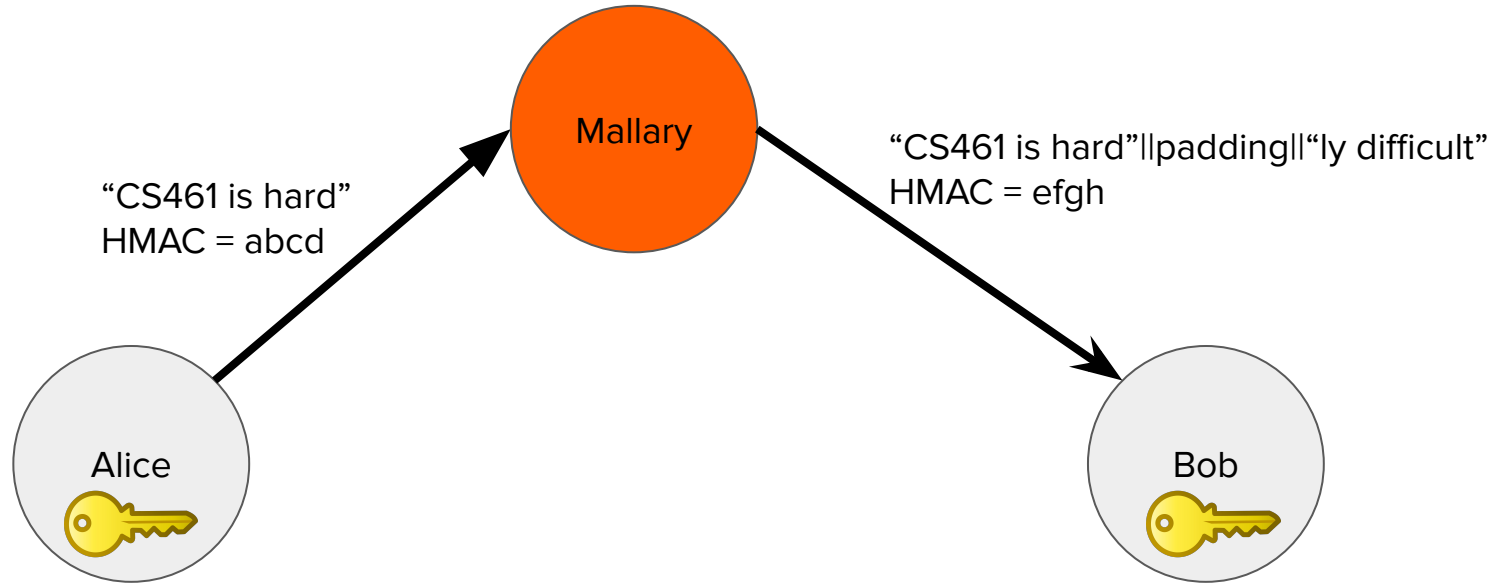 Mallary
“CS461 is hard”||padding||“ly difficult”
HMAC = efgh
“CS461 is hard”
HMAC = abcd
Alice
Bob